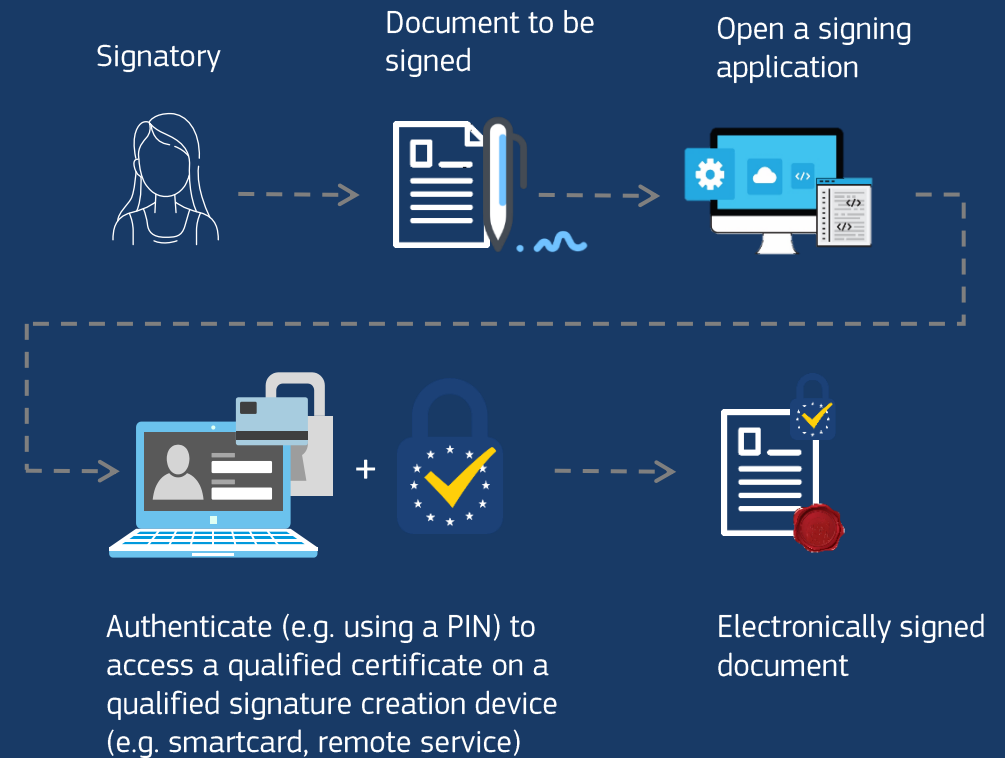 Signatory
Document to be
signed
Open a signing
application
</>
</>
</>
+
Authenticate (e.g. using a PIN) to
access a qualified certificate on a
qualified signature creation device
(e.g. smartcard, remote service)
Electronically signed
document